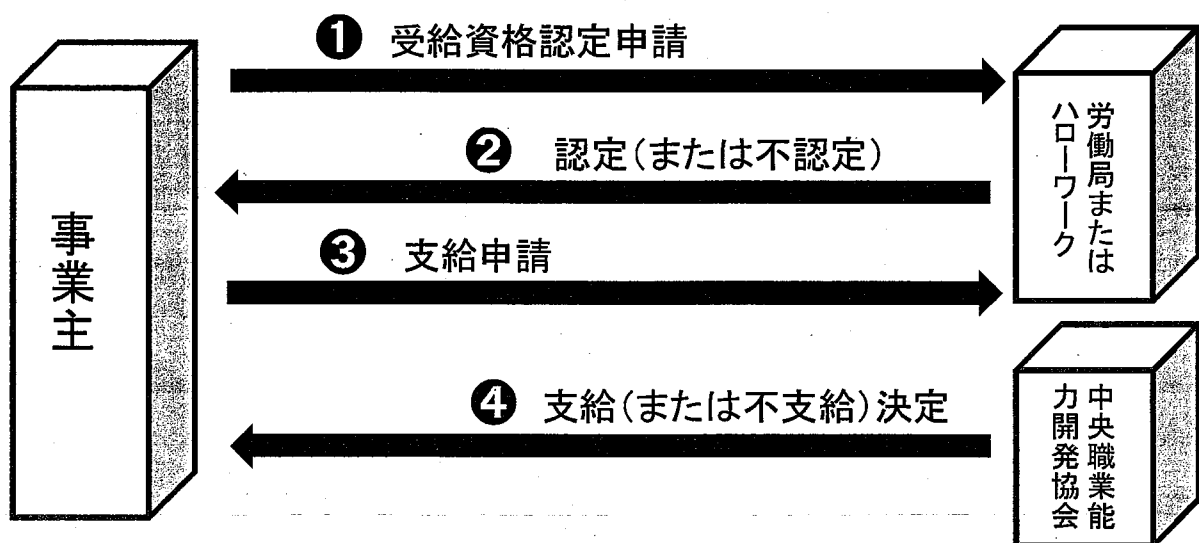 ❶ 受給資格認定申請
❷ 認定(または不認定)
❸ 支給申請
❹ 支給(または不支給)決定
事業主
労働局または
ハローワーク
中央職業能
力開発協会